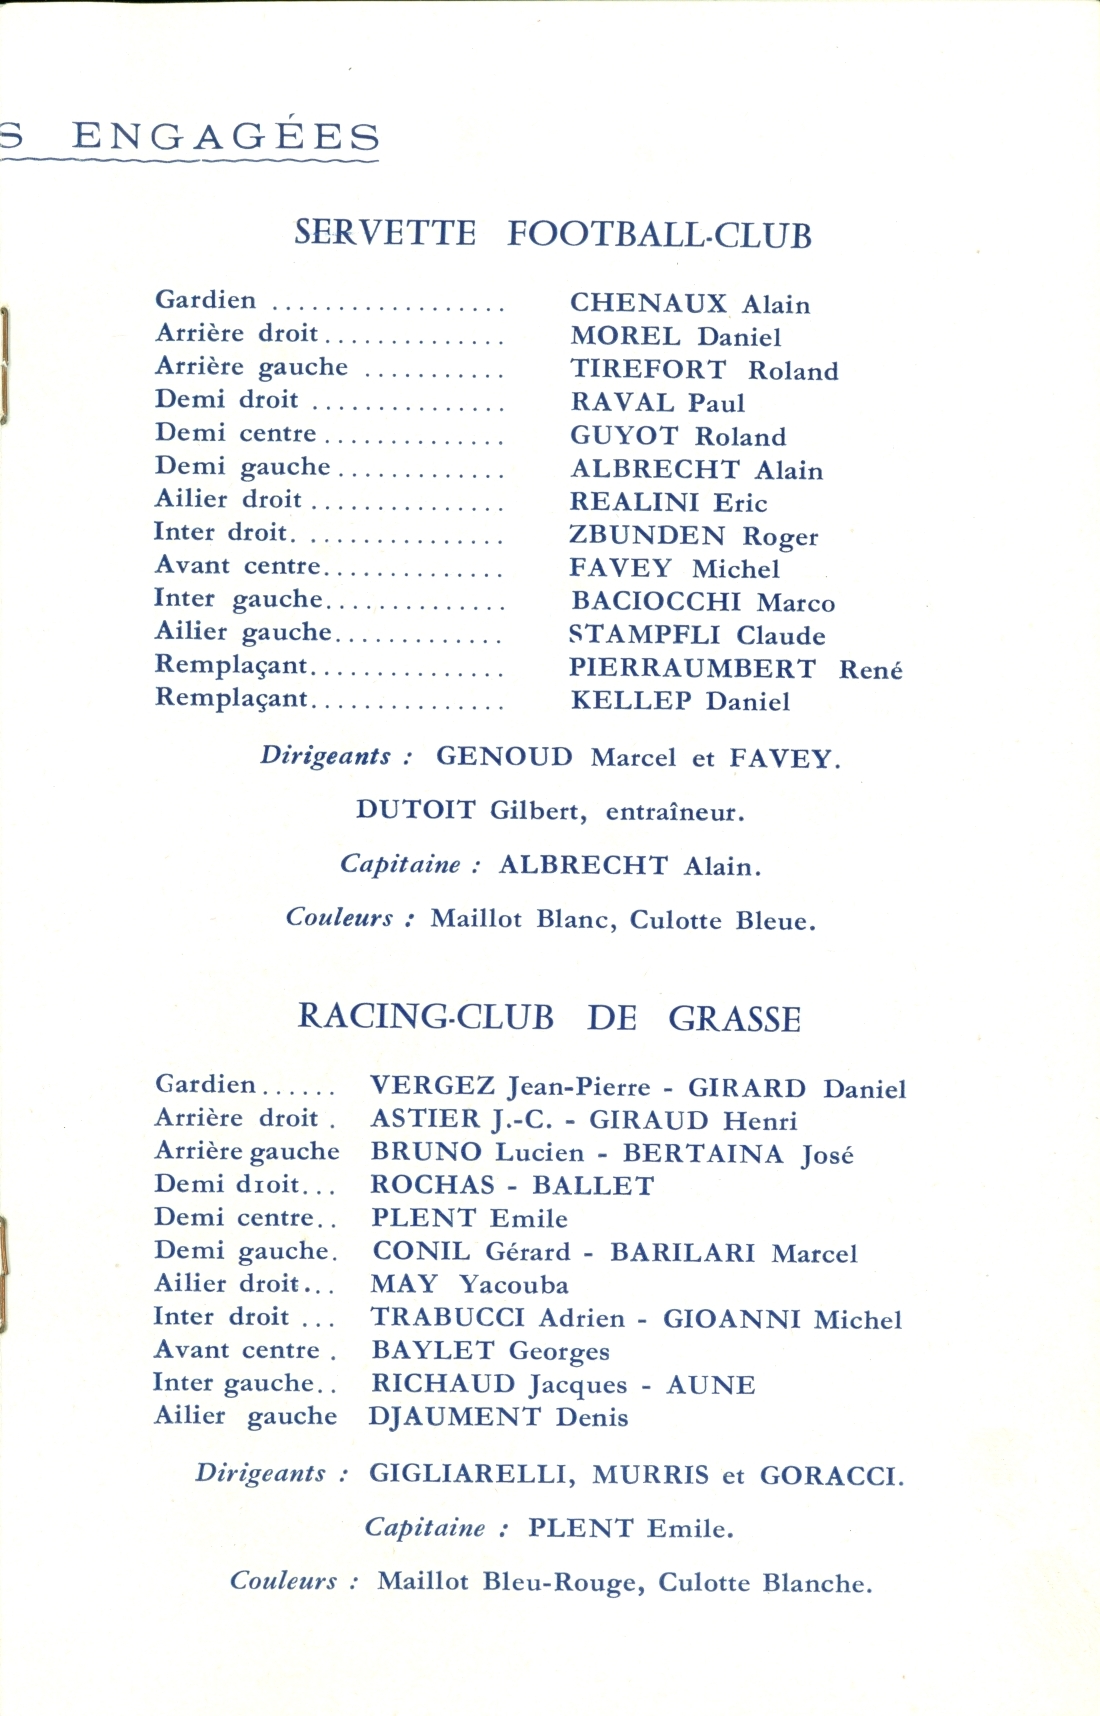 S ENGAGÉES
SERVETTE FOOTBALL-CLUB
Gardien .................. CHENAUX Alain
Arrière droit .............. MOREL Daniel
Arrière gauche ........... TIREFORT Roland
Demi droit ............... RAVAL Paul
Demi centre .............. GUYOT Roland
Demi gauche ............. ALBRECHT Alain
Ailier droit ............... REALINI Eric
Inter droit. ............... ZBUNDEN Roger
Avant centre.............. FAVEY Michel
Inter gauche.............. BACIOCCHI Marco
Ailier gauche............. STAMPFLI Claude
Remplaçant............... PIERRAUMBERT René
Remplaçant............... KELLEP Daniel
Dirigeants : GENOUD Marcel et FAVEY.
DUTOIT Gilbert, entraîneur.
Capitaine : ALBRECHT Alain.
Couleurs : Maillot Blanc, Culotte Bleue.
RACING-CLUB DE GRASSE
Gardien...... VERGEZ Jean-Pierre - GIRARD Daniel
Arrière droit . ASTIER J.-C. - GIRAUD Henri
Arrière gauche BRUNO Lucien - BERTAINA José
Demi droit... ROCHAS - BALLET
Demi centre.. PLENT Emile
Demi gauche. CONIL Gérard - BARILARI Marcel
Ailier droit... MAY Yacouba
Inter droit ... TRABUCCI Adrien - GIOANNI Michel
Avant centre . BAYLET Georges
Inter gauche.. RICHAUD Jacques - AUNE
Ailier gauche DJAUMENT Denis
Dirigeants : GIGLIARELLI, MURRIS et GORACCI.
Capitaine : PLENT Emile.
Couleurs : Maillot Bleu-Rouge, Culotte Blanche.